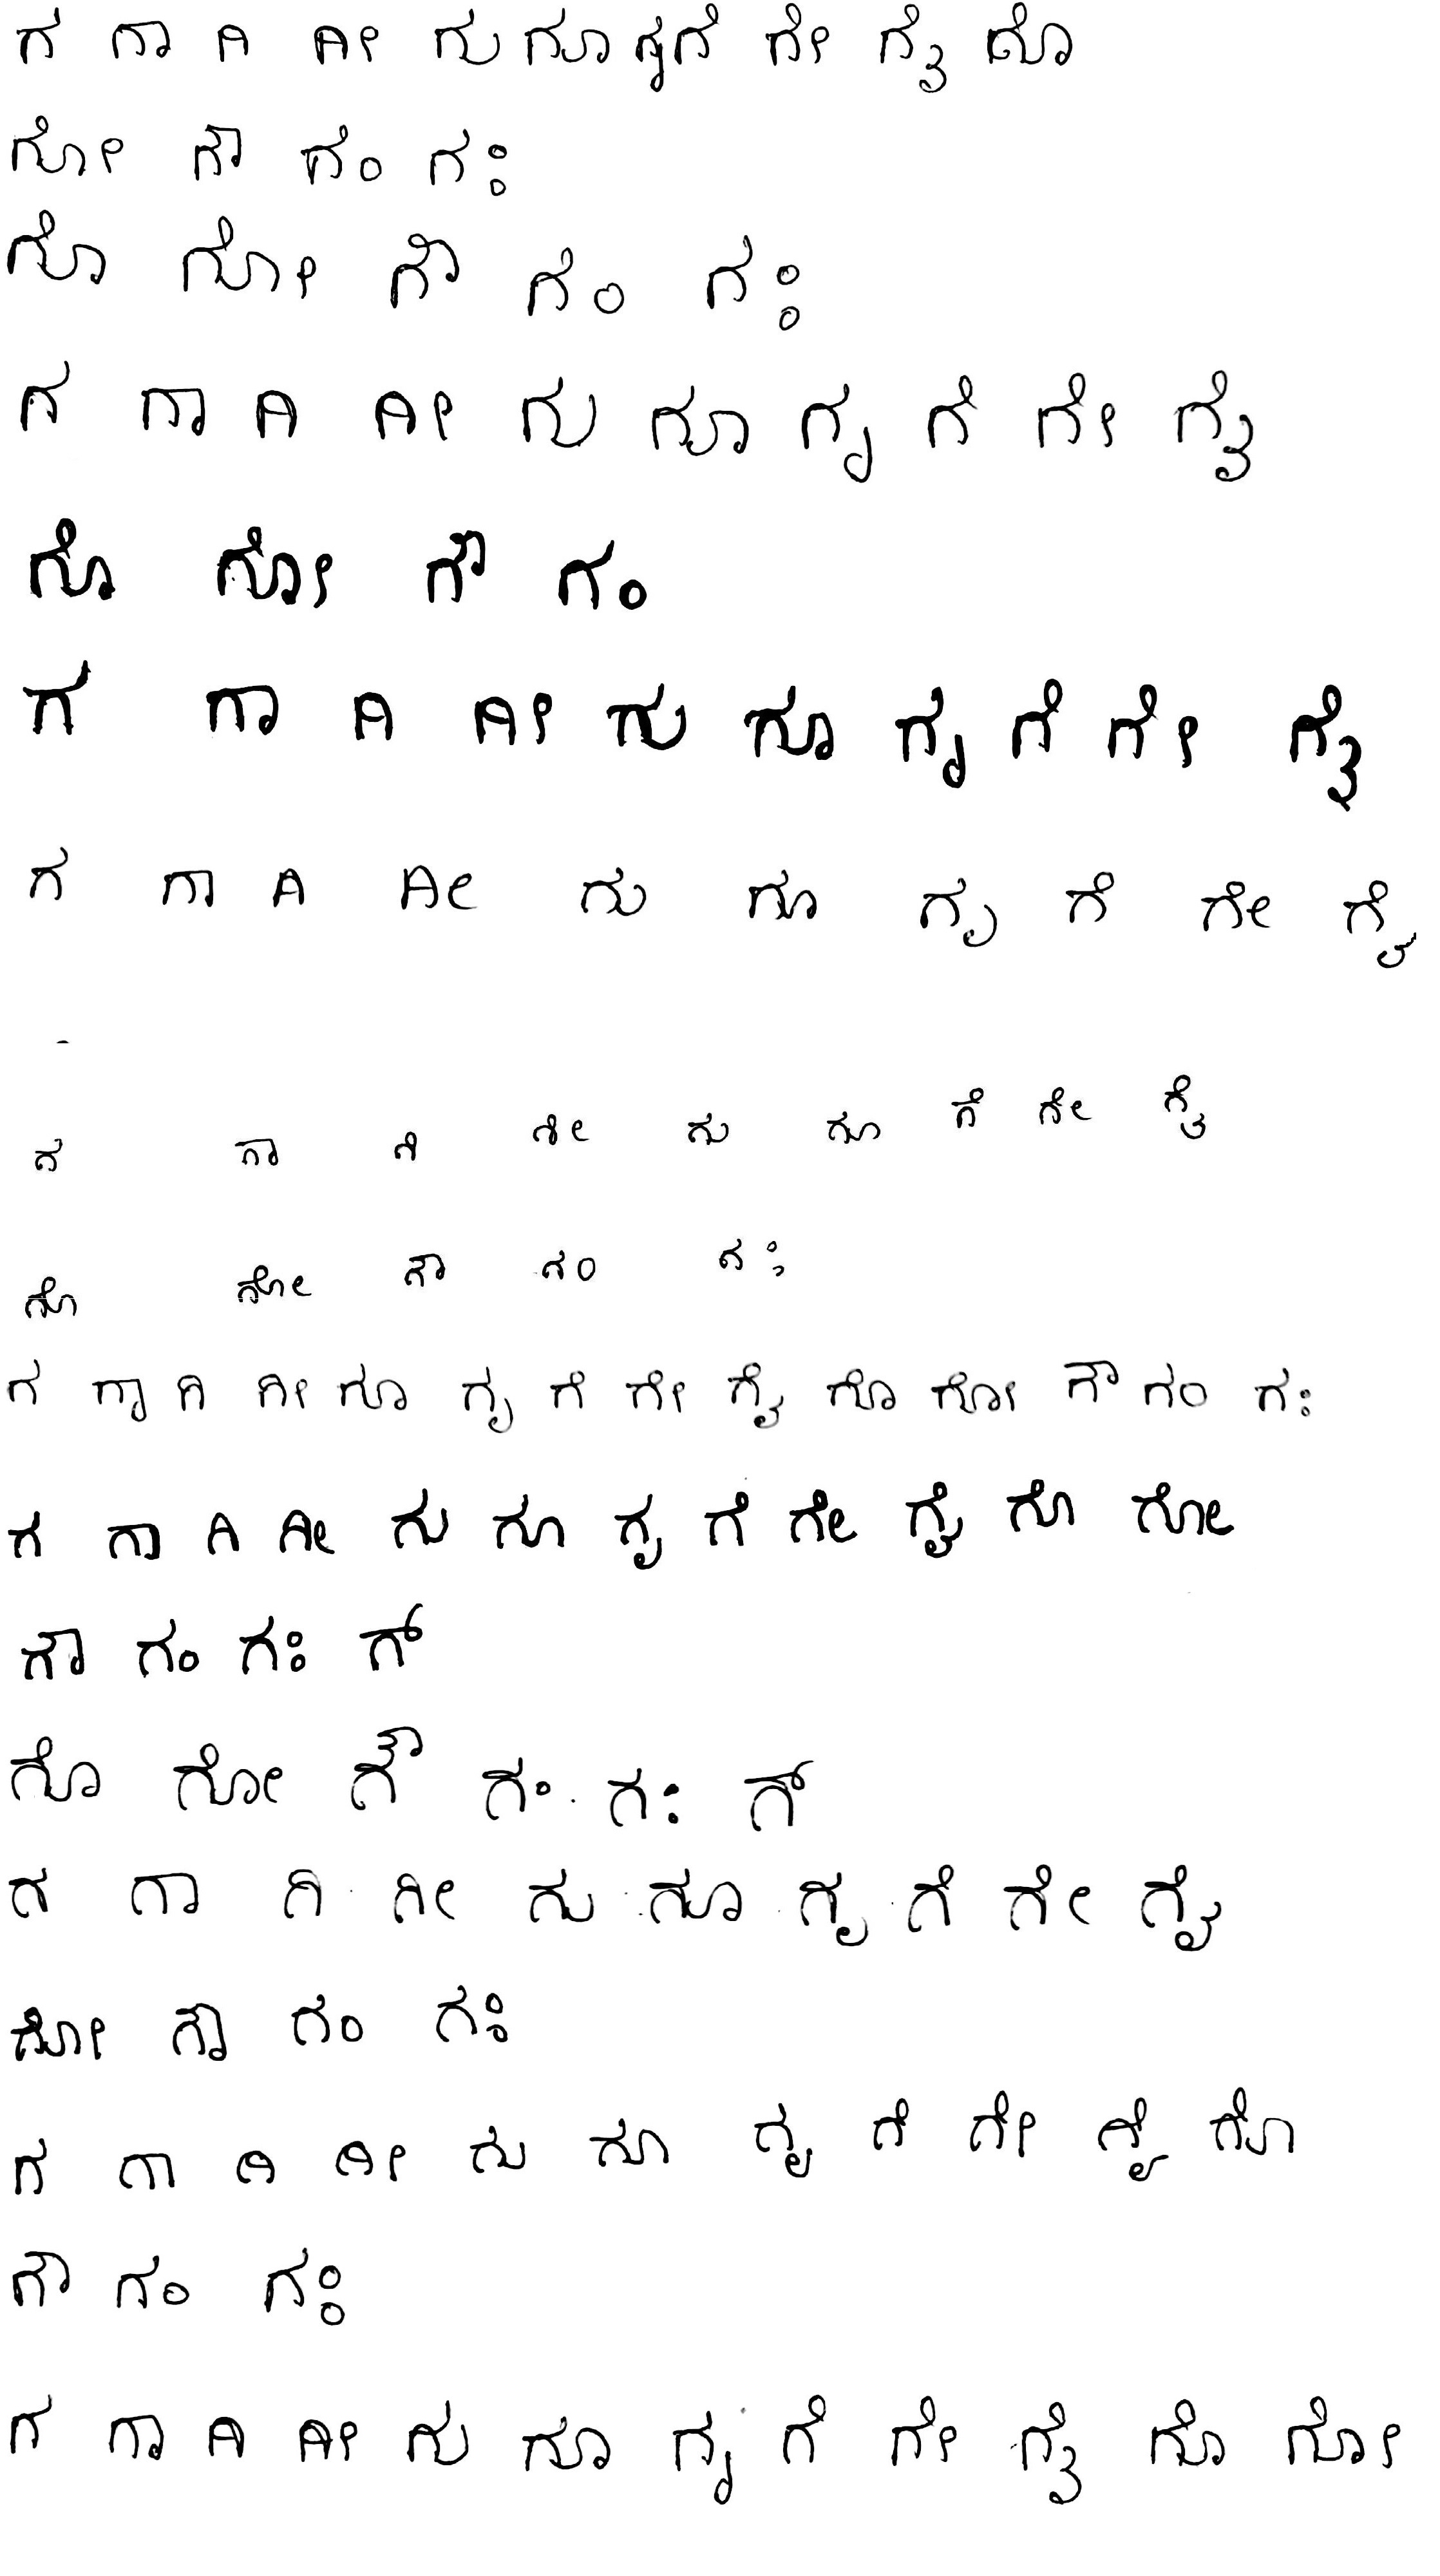 ಗ ಗಾ ಗಿ ಗೀ ಗು ಗೂ ಗೃ ಗೆ ಗೇ ಗೈ ಗೊ
ಗೋ ಗೌ ಗಂ ಗಃ
ಗೊ ಗೋ ಗೌ ಗಂ ಗಃ
ಗ ಗಾ ಗಿ ಗೀ ಗು ಗೂ ಗೃ ಗೆ ಗೇ ಗೈ
ಗೊ ಗೋ ಗೌ ಗಂ
ಗ ಗಾ ಗಿ ಗೀ ಗು ಗೂ ಗೃ ಗೆ ಗೇ ಗೈ
ಗ ಗಾ ಗಿ ಗೀ ಗು ಗೂ ಗೃ ಗೆ ಗೇ ಗೈ
ಗ ಗಾ ಗಿ ಗೀ ಗು ಗೂ ಗೆ ಗೇ ಗೈ
ಗೊ ಗೋ ಗೌ ಗಂ ಗಃ
ಗ ಗಾ ಗಿ ಗೀ ಗೂ ಗೃ ಗೆ ಗೇ ಗೈ ಗೊ ಗೋ ಗೌ ಗಂ ಗಃ
ಗ ಗಾ ಗಿ ಗೀ ಗು ಗೂ ಗೃ ಗೆ ಗೇ ಗೈ ಗೊ ಗೋ
ಗೌ ಗಂ ಗಃ ಗ್
ಗೊ ಗೋ ಗೌ ಗಂ ಗಃ ಗ್
ಗ ಗಾ ಗಿ ಗೀ ಗು ಗೂ ಗೃ ಗೆ ಗೇ ಗೈ
ಗೋ ಗೌ ಗಂ ಗಃ
ಗ ಗಾ ಗಿ ಗೀ ಗು ಗೂ ಗೃ ಗೆ ಗೇ ಗೈ ಗೊ
ಗೌ ಗಂ ಗಃ
ಗ ಗಾ ಗಿ ಗೀ ಗು ಗೂ ಗೃ ಗೆ ಗೇ ಗೈ ಗೊ ಗೋ